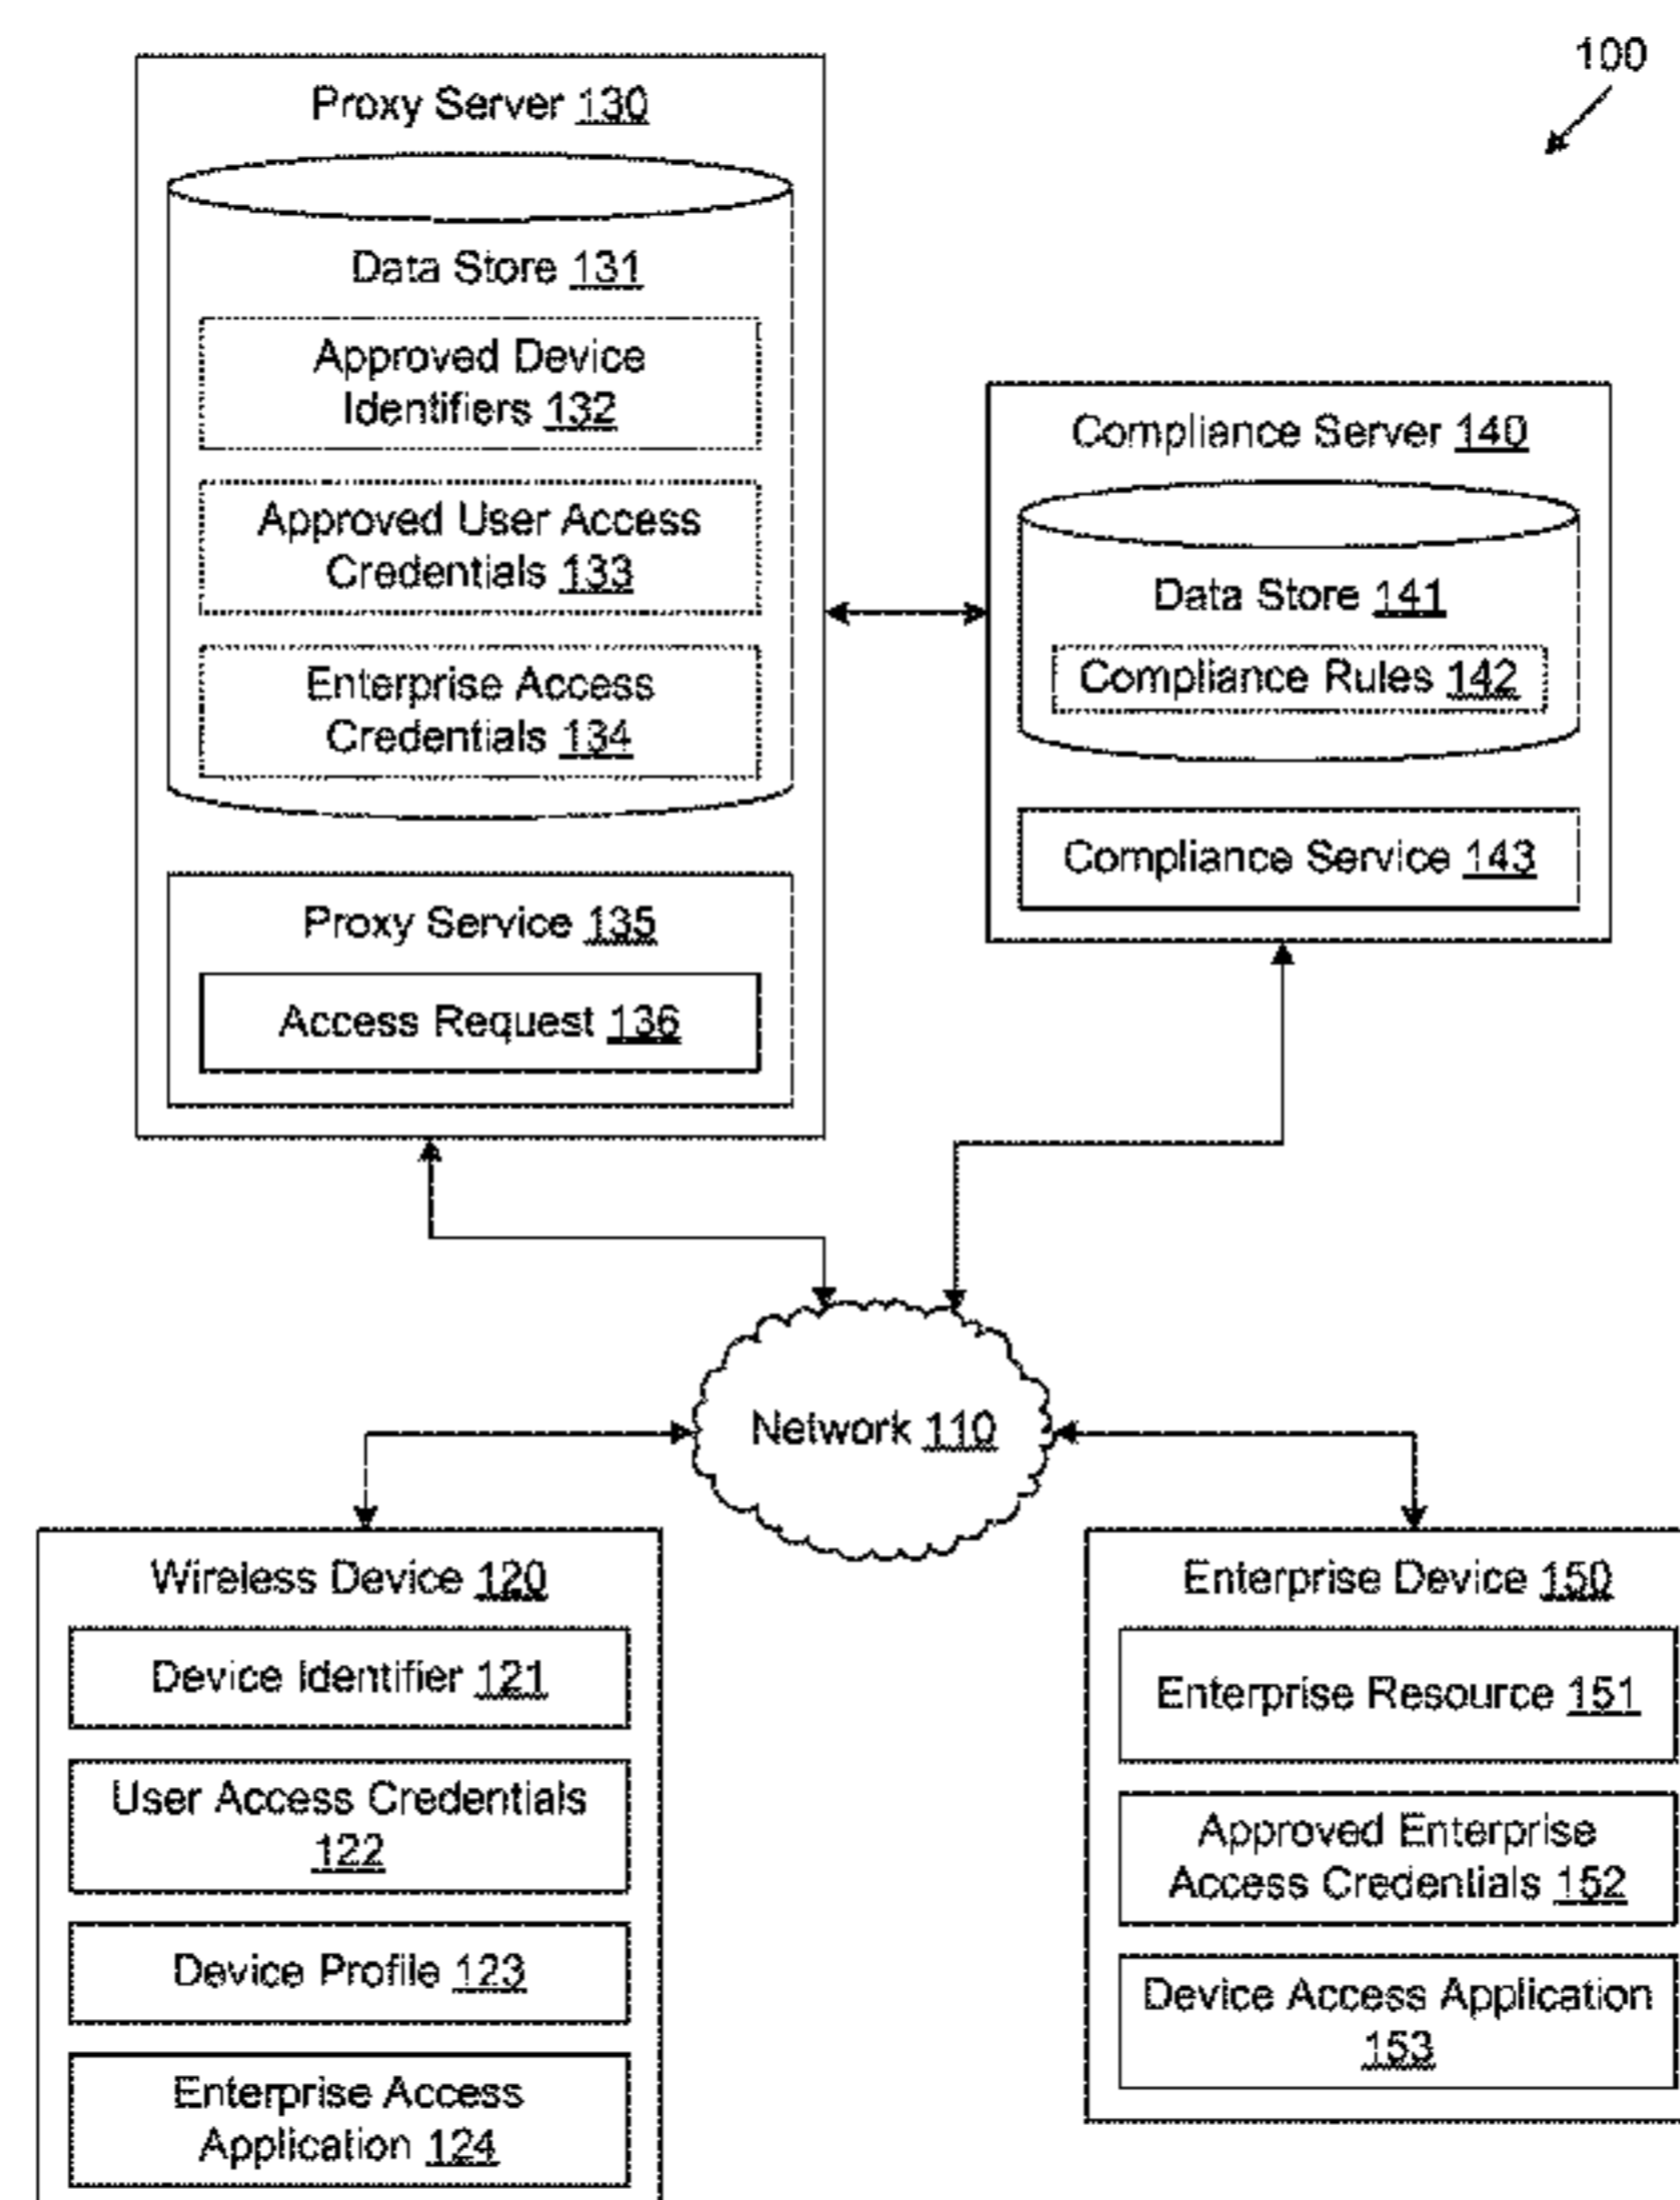 100
Proxy Server 130
Data Store 131
Approved Device
Identifiers 132
Approved User Access
Credentials 133
Enterprise Access
Credentials 134
Proxy Service 135
Access Request 136
Compliance Server 140
Data Store 141
Compliance Rules 142
Compliance Service 143
Network 110
Wireless Device 120
Device Identifier 121
User Access Credentials
122
Device Profile 123
Enterprise Access
Application 124
Enterprise Device 150
Enterprise Resource 151
Approved Enterprise
Access Credentials 152
Device Access Application
153